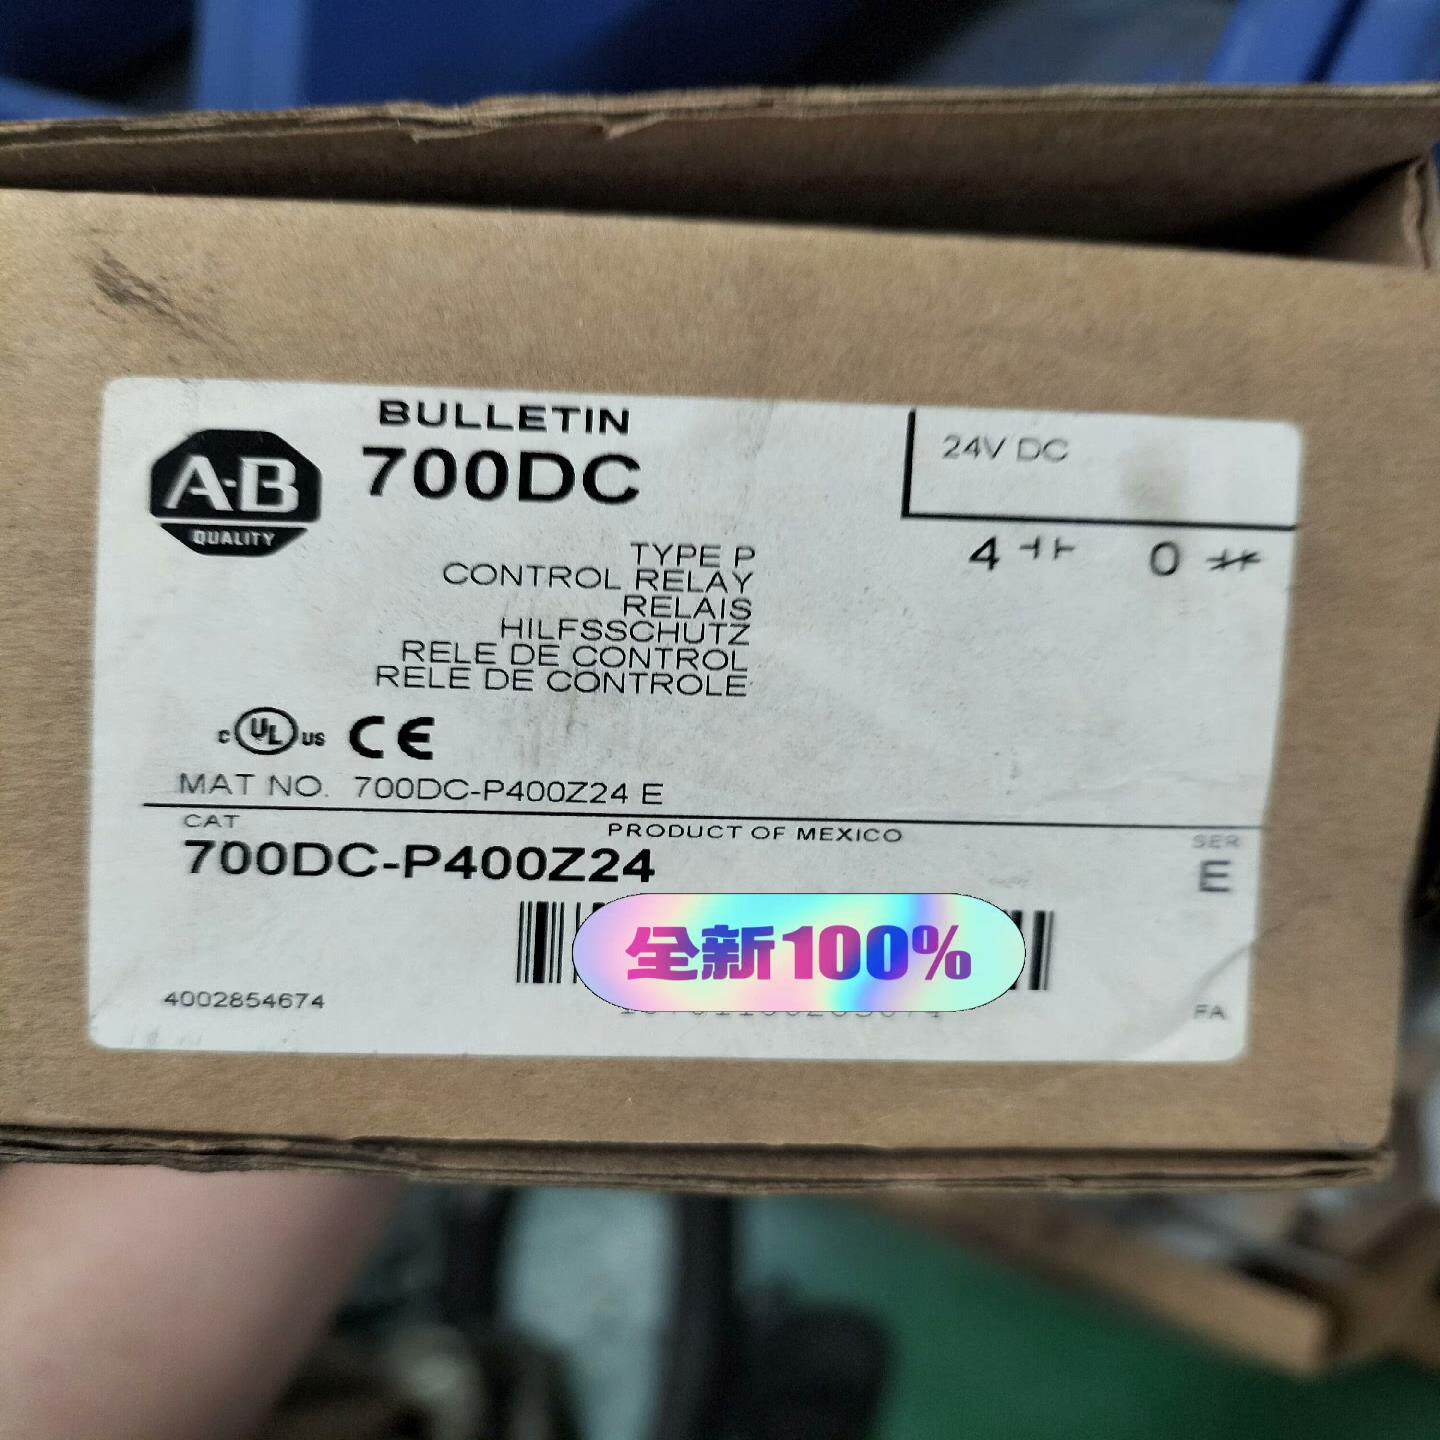 BULLETIN
700DC
A-B
QUALITY
24V DC
4 0
TYPE P
CONTROL RELAY
RELAIS
HILFSSCHUTZ
RELE DE CONTROL
RELE DE CONTROLE
C UL US CE
MAT NO. 700DC-P400Z24 E
CAT
PRODUCT OF MEXICO
SER
700DC-P400Z24
E
全新100%
4002854674
FA